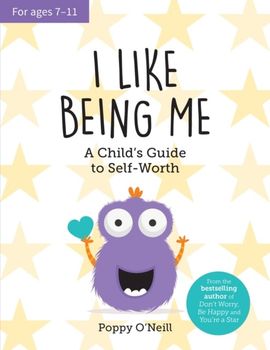 For ages 7–11
I LIKE
BEING ME
A Child's Guide
to Self-Worth
From the
bestselling
author of
Don't Worry,
Be Happy and
You're a Star
Poppy O'Neill